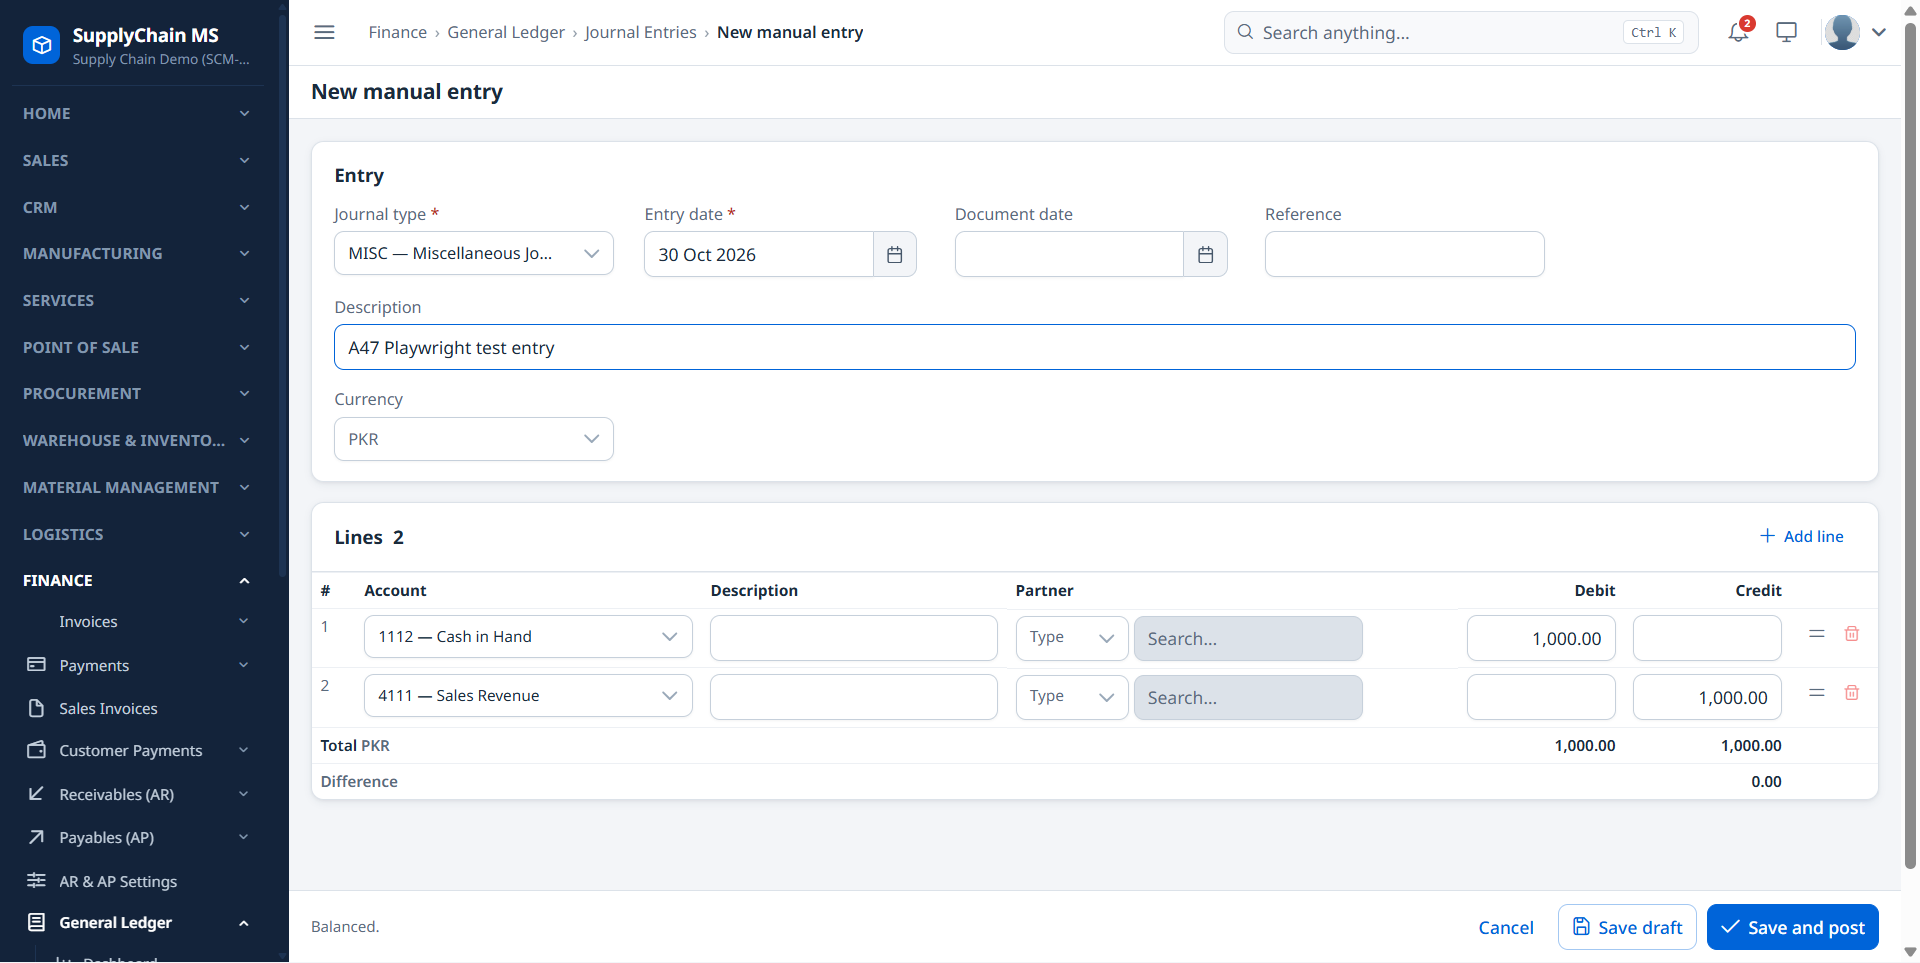 SupplyChain MS
Supply Chain Demo (SCM-...
HOME
SALES
CRM
MANUFACTURING
SERVICES
POINT OF SALE
PROCUREMENT
WAREHOUSE & INVENTO...
MATERIAL MANAGEMENT
LOGISTICS
FINANCE
Invoices
Payments
Sales Invoices
Customer Payments
Receivables (AR)
Payables (AP)
AR & AP Settings
General Ledger
Dashboard
Finance › General Ledger › Journal Entries › New manual entry
Search anything... Ctrl K
2
New manual entry
Entry
Journal type * Entry date * Document date Reference
MISC — Miscellaneous Jo... 30 Oct 2026
Description
A47 Playwright test entry
Currency
PKR
Lines 2 Add line
# Account Description Partner Debit Credit
1 1112 — Cash in Hand Type Search... 1,000.00
2 4111 — Sales Revenue Type Search... 1,000.00
Total PKR 1,000.00 1,000.00
Difference 0.00
Balanced. Cancel Save draft Save and post